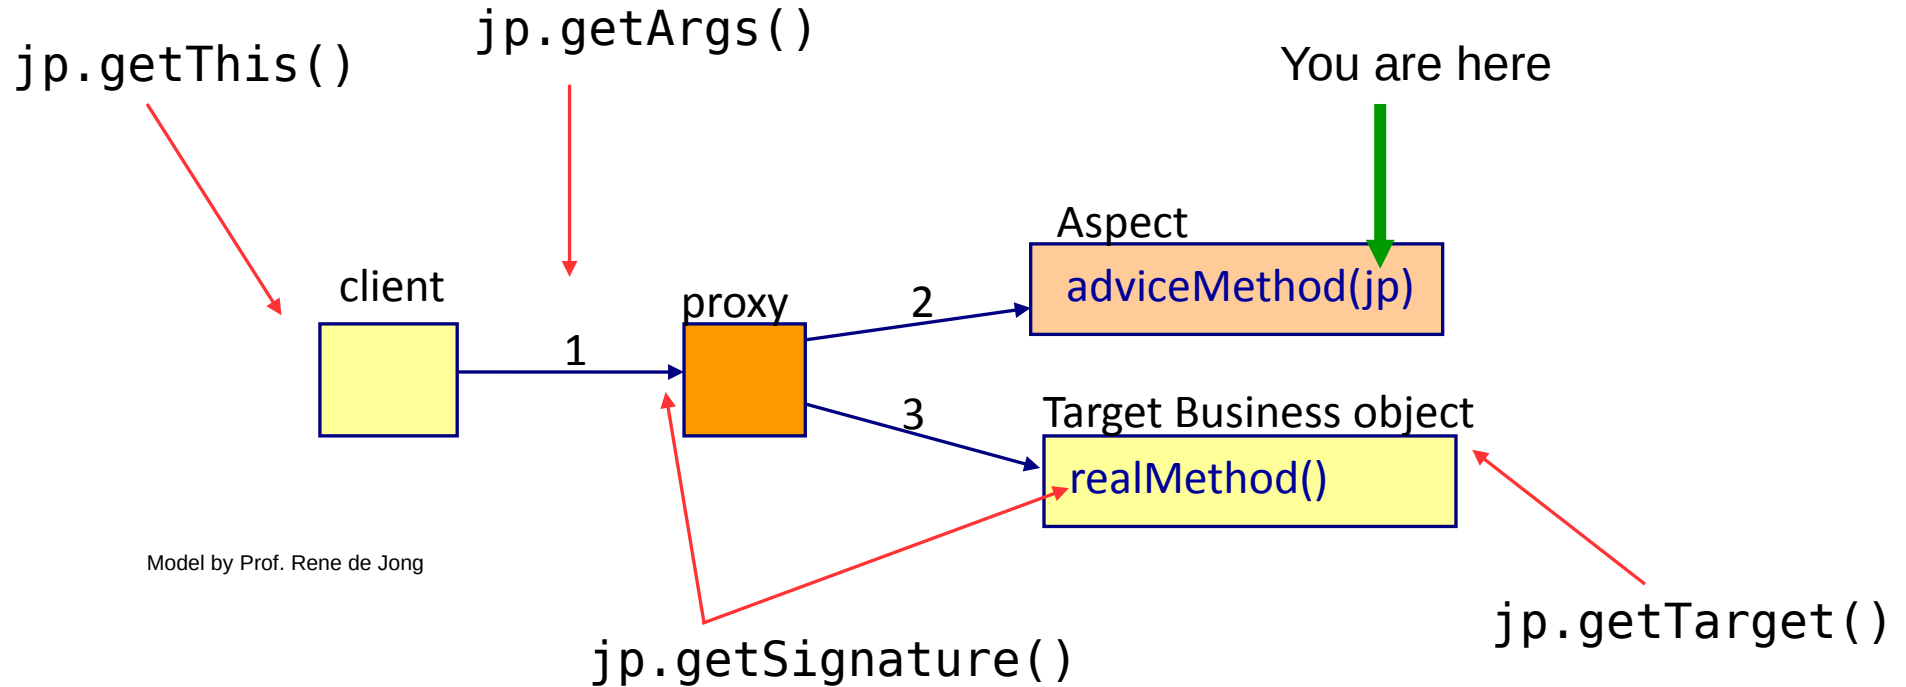 jp.getArgs()
jp.getThis()
You are here
Aspect
adviceMethod(jp)
client
proxy
2
1
3
Target Business object
realMethod()
Model by Prof. Rene de Jong
jp.getTarget()
jp.getSignature()